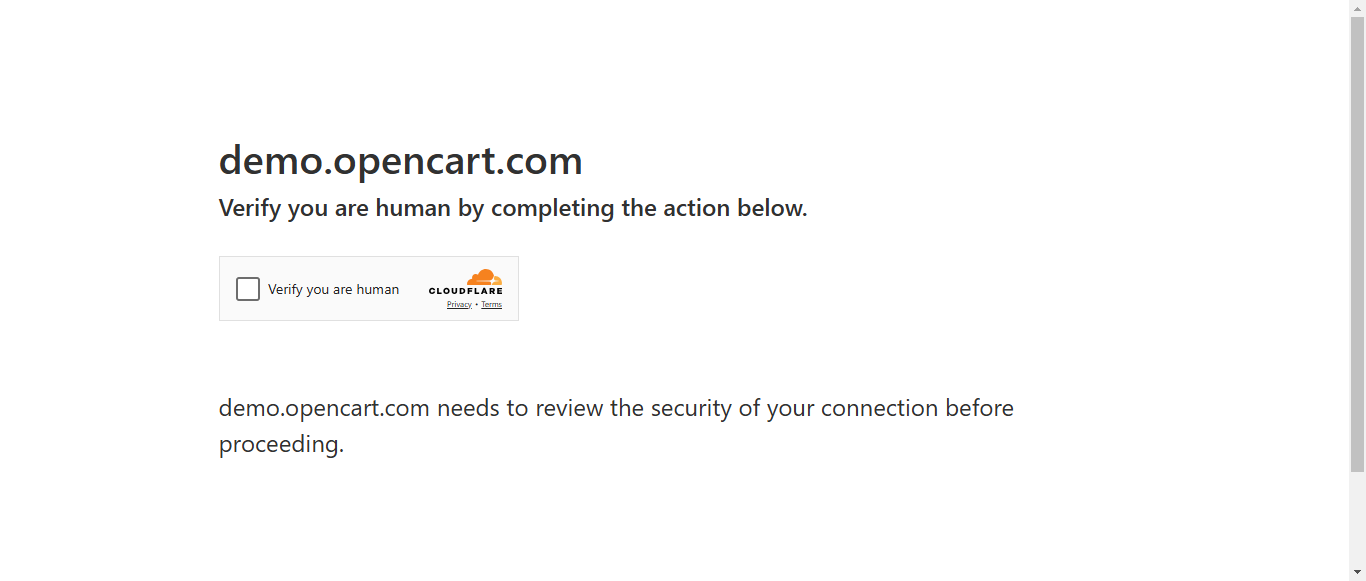 demo.opencart.com
Verify you are human by completing the action below.
Verify you are human
CLOUDFLARE
Privacy • Terms
demo.opencart.com needs to review the security of your connection before
proceeding.